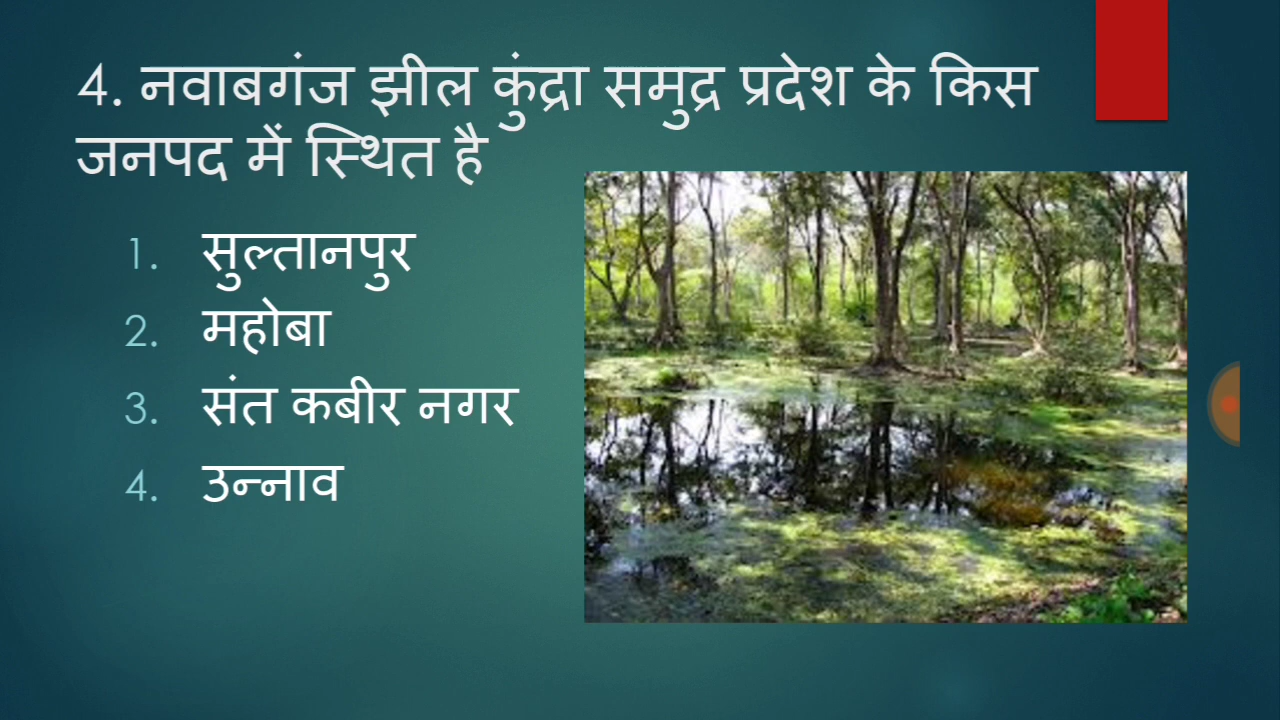 4. नवाबगंज झील कुंद्रा समुद्र प्रदेश के किस
जनपद में स्थित है
1. सुल्तानपुर
2. महोबा
3. संत कबीर नगर
4. उन्नाव